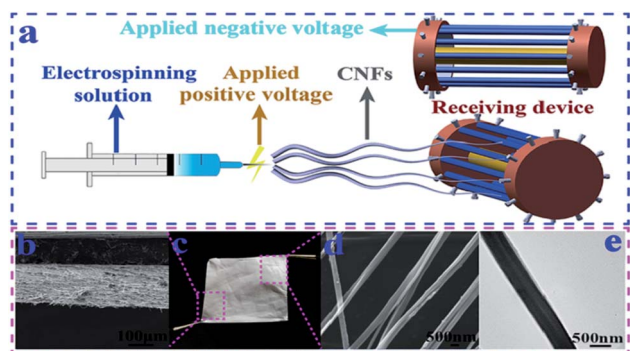 a
Applied negative voltage
Electrospinning
solution
Applied
positive voltage
CNFs
Receiving device
b
c
d
e
100μm
500nm
500nm